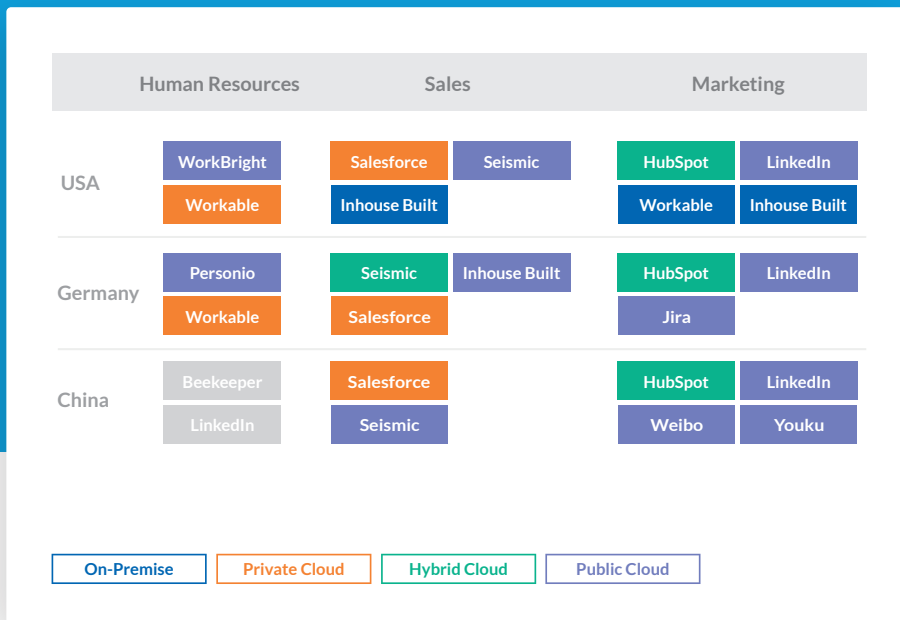 Human Resources Sales Marketing
WorkBright Salesforce Seismic HubSpot LinkedIn
USA
Workable Inhouse Built Workable Inhouse Built
Personio Seismic Inhouse Built HubSpot LinkedIn
Germany
Workable Salesforce Jira
Beekeeper Salesforce HubSpot LinkedIn
China
LinkedIn Seismic Weibo Youku
On-Premise Private Cloud Hybrid Cloud Public Cloud